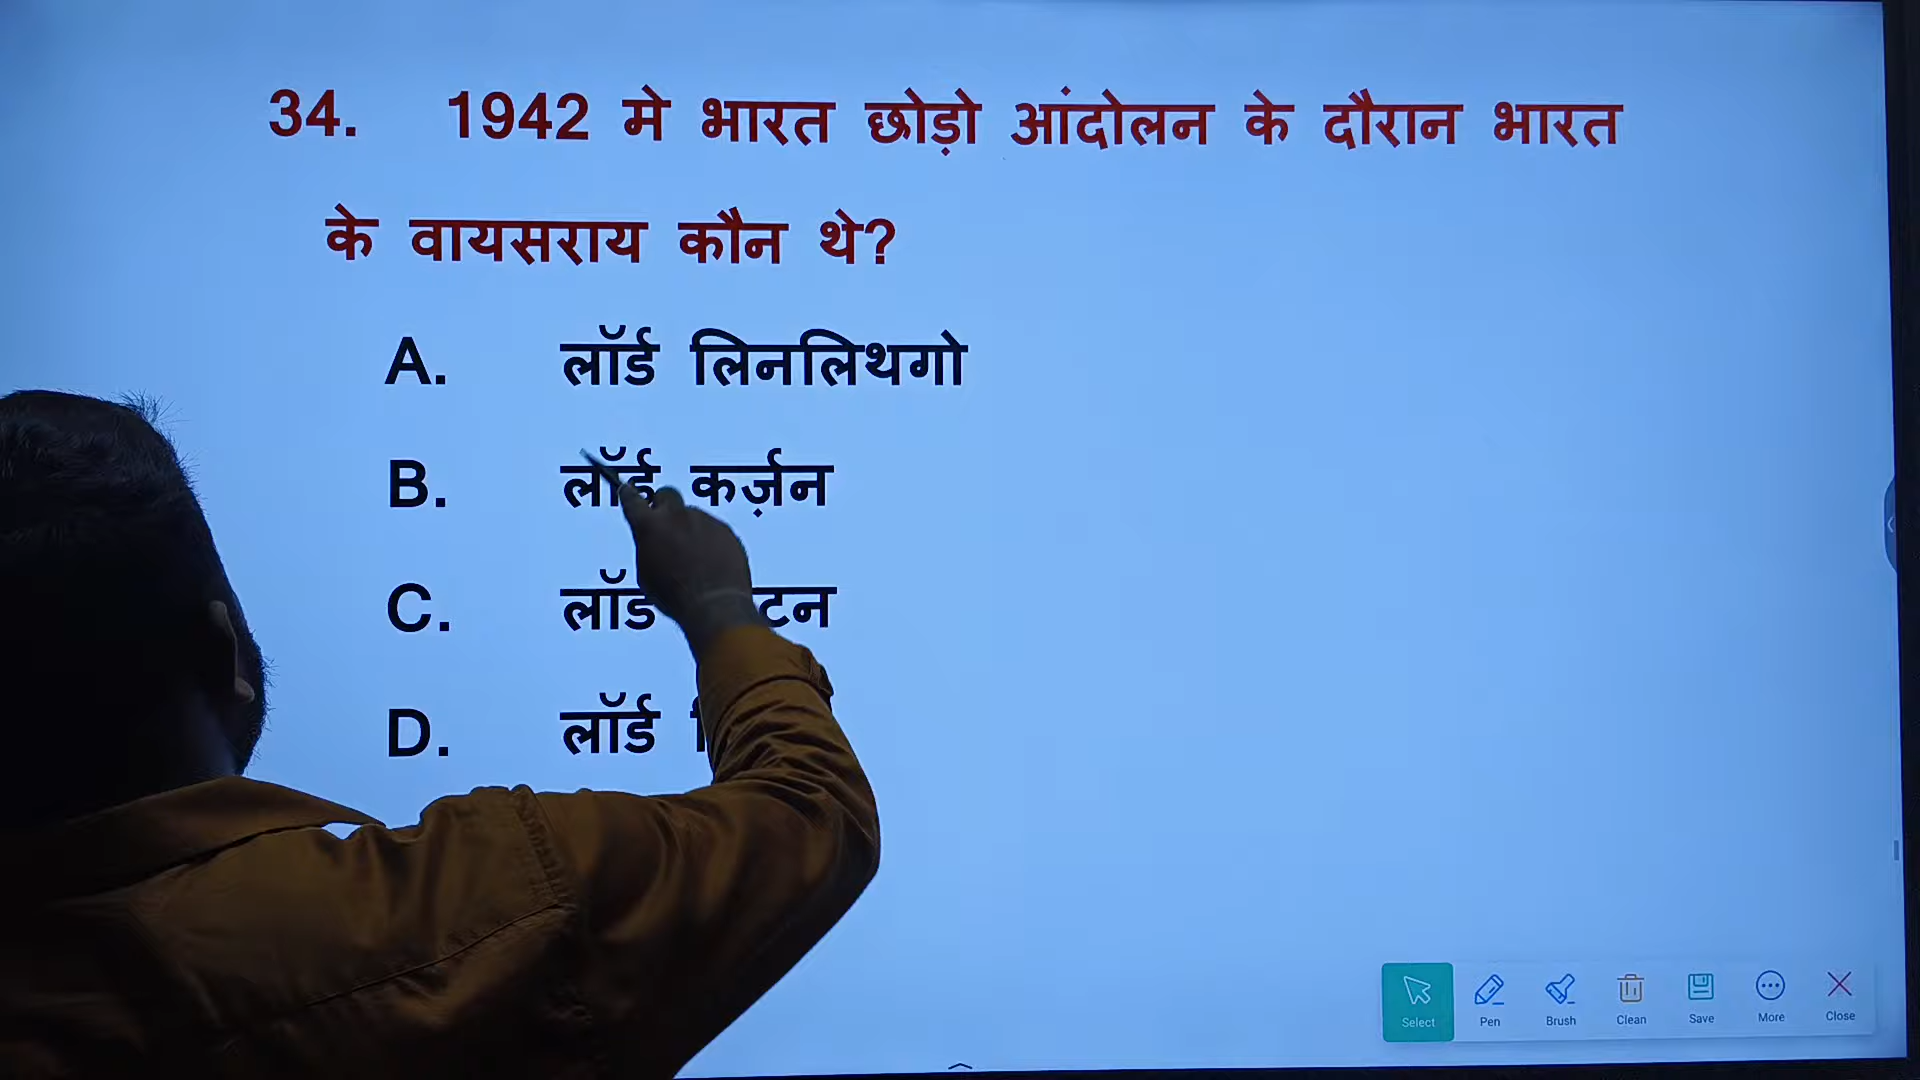 34. 1942 मे भारत छोड़ो आंदोलन के दौरान भारत
के वायसराय कौन थे?
A. लॉर्ड लिनलिथगो
B. लॉर्ड कर्ज़न
C.
D. लॉर्ड
Select Pen Brush Clean Save More Close